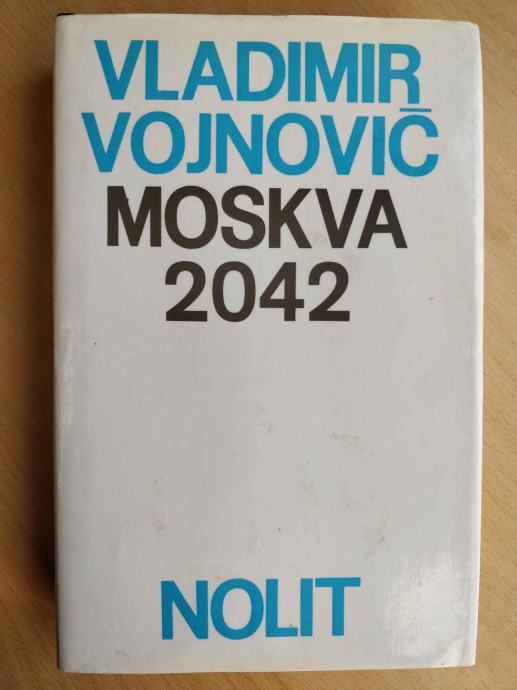 VLADIMIR
VOJNOVIČ
MOSKVA
2042
NOLIT